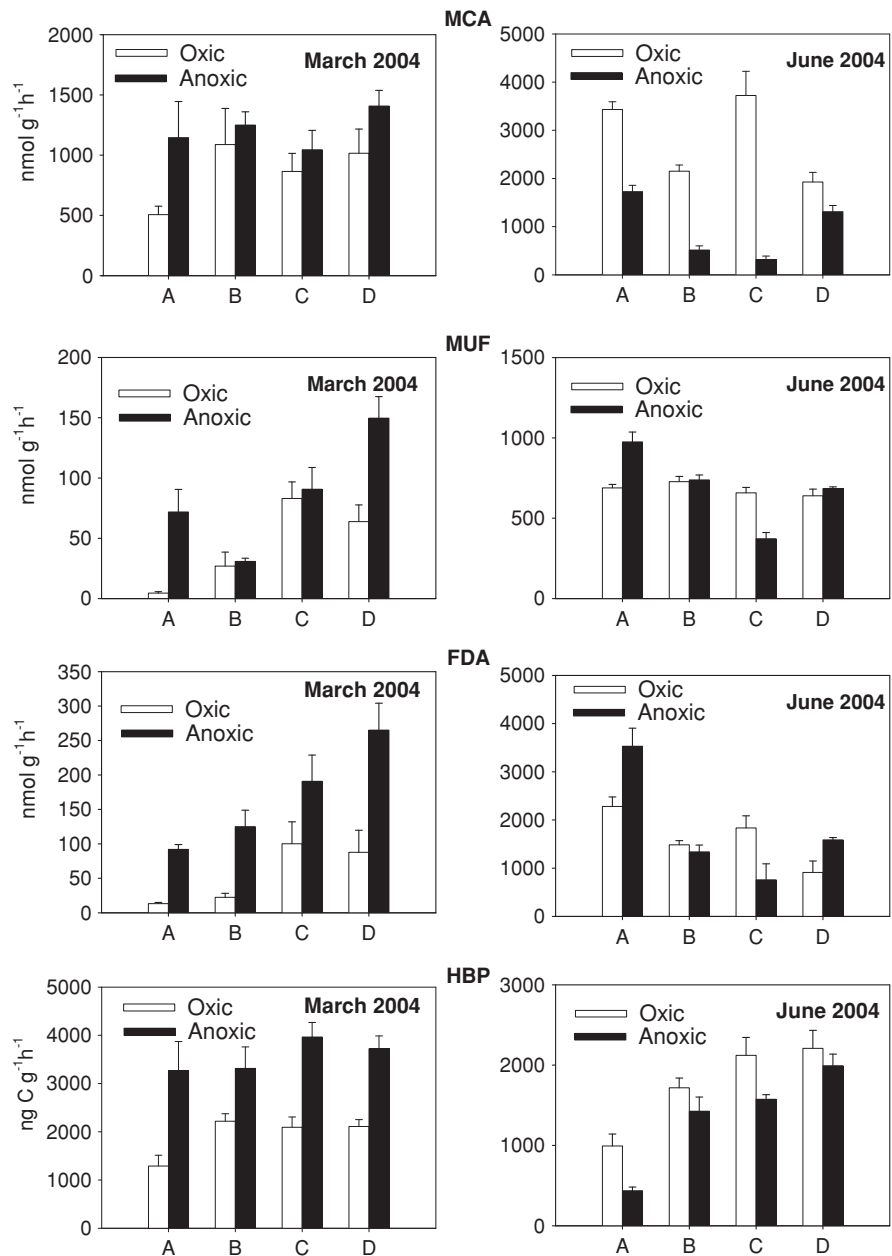 MCA
2000
1500
1000
500
0
nmol g⁻¹h⁻¹
Oxic
Anoxic
March 2004
A B C D
5000
4000
3000
2000
1000
0
Oxic
Anoxic
June 2004
A B C D
MUF
200
150
100
50
0
nmol g⁻¹h⁻¹
Oxic
Anoxic
March 2004
A B C D
1500
1000
500
0
Oxic
Anoxic
June 2004
A B C D
FDA
350
300
250
200
150
100
50
0
nmol g⁻¹h⁻¹
Oxic
Anoxic
March 2004
A B C D
5000
4000
3000
2000
1000
0
Oxic
Anoxic
June 2004
A B C D
HBP
5000
4000
3000
2000
1000
0
ng C g⁻¹h⁻¹
Oxic
Anoxic
March 2004
A B C D
3000
2000
1000
0
Oxic
Anoxic
June 2004
A B C D